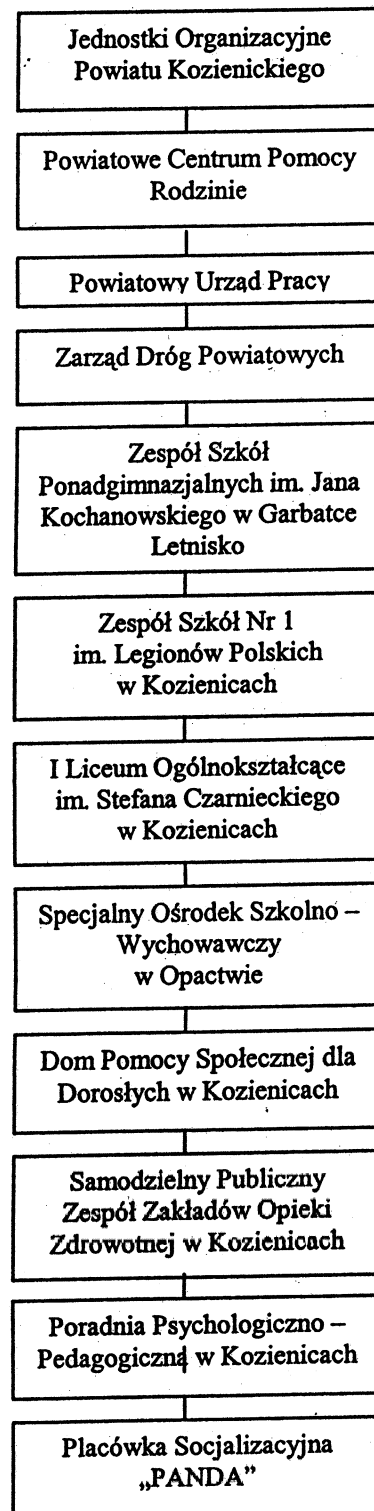 Jednostki Organizacyjne
Powiatu Kozienickiego
Powiatowe Centrum Pomocy
Rodzinie
Powiatowy Urząd Pracy
Zarząd Dróg Powiatowych
Zespół Szkół
Ponadgimnazjalnych im. Jana
Kochanowskiego w Garbatce
Letnisko
Zespół Szkół Nr 1
im. Legionów Polskich
w Kozienicach
I Liceum Ogólnokształcące
im. Stefana Czarnieckiego
w Kozienicach
Specjalny Ośrodek Szkolno –
Wychowawczy
w Opactwie
Dom Pomocy Społecznej dla
Dorosłych w Kozienicach
Samodzielny Publiczny
Zespół Zakładów Opieki
Zdrowotnej w Kozienicach
Poradnia Psychologiczno –
Pedagogiczna w Kozienicach
Placówka Socjalizacyjna
„PANDA”